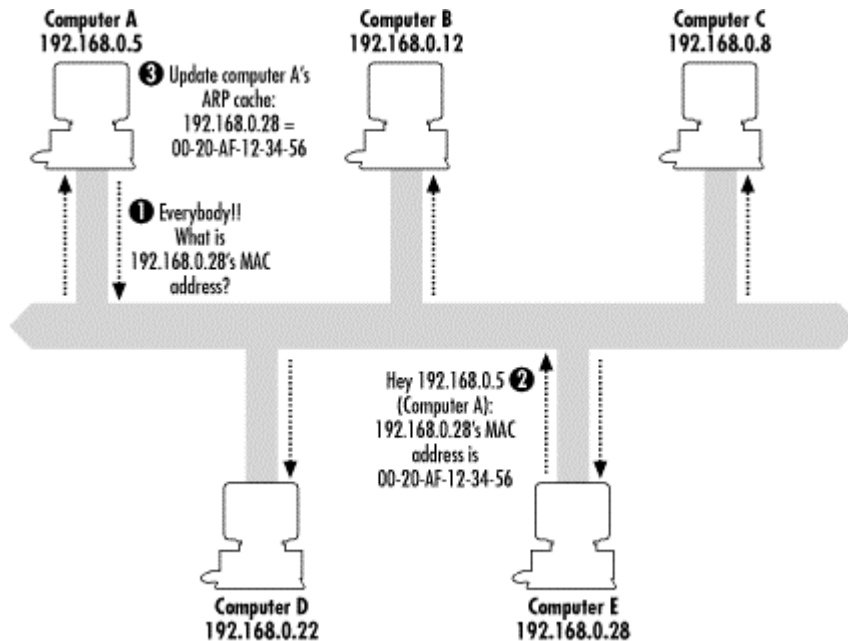 Computer A
192.168.0.5
Computer B
192.168.0.12
Computer C
192.168.0.8
3 Update computer A's
ARP cache:
192.168.0.28 =
00-20-AF-12-34-56
1 Everybody!!
What is
192.168.0.28's MAC
address?
Hey 192.168.0.5 2
(Computer A):
192.168.0.28's MAC
address is
00-20-AF-12-34-56
Computer D
192.168.0.22
Computer E
192.168.0.28